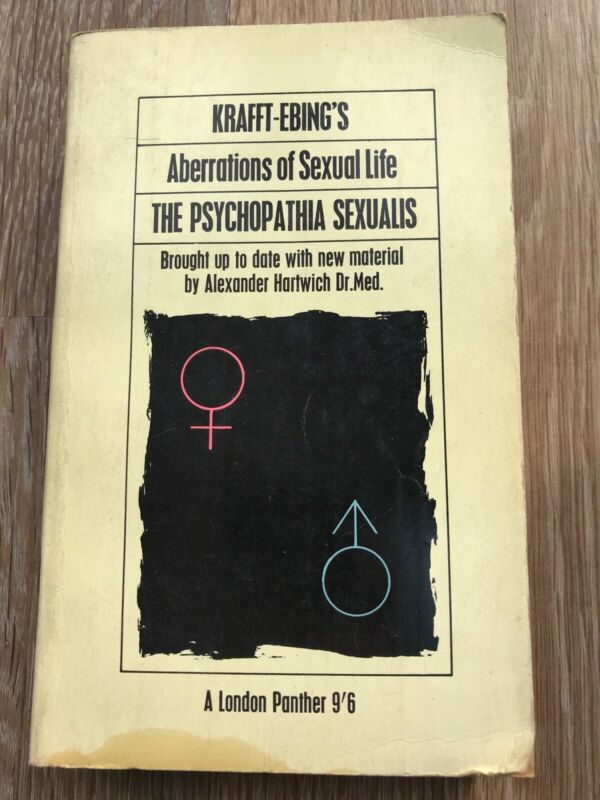 KRAFFT-EBING'S
Aberrations of Sexual Life
THE PSYCHOPATHIA SEXUALIS
Brought up to date with new material
by Alexander Hartwich Dr.Med.
A London Panther 9'6